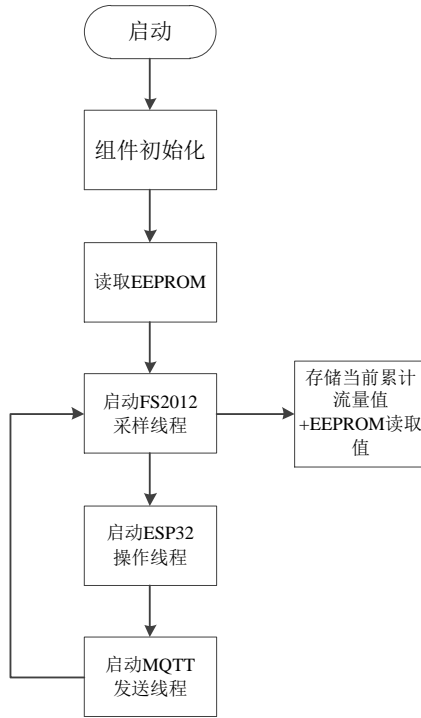 启动
组件初始化
读取EEPROM
启动FS2012
采样线程
存储当前累计
流量值
+EEPROM读取
值
启动ESP32
操作线程
启动MQTT
发送线程